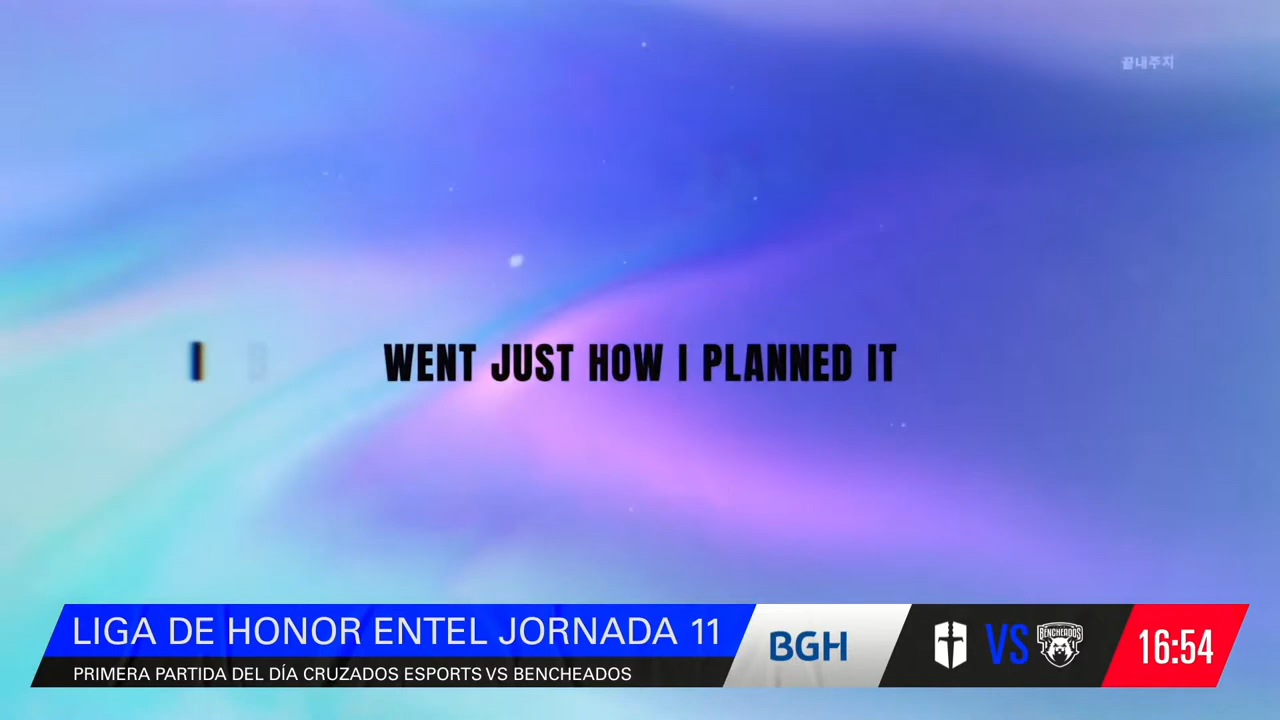 끝내주지
I B WENT JUST HOW I PLANNED IT
LIGA DE HONOR ENTEL JORNADA 11
PRIMERA PARTIDA DEL DÍA CRUZADOS ESPORTS VS BENCHEADOS
BGH
VS
BENCHEADOS
16:54